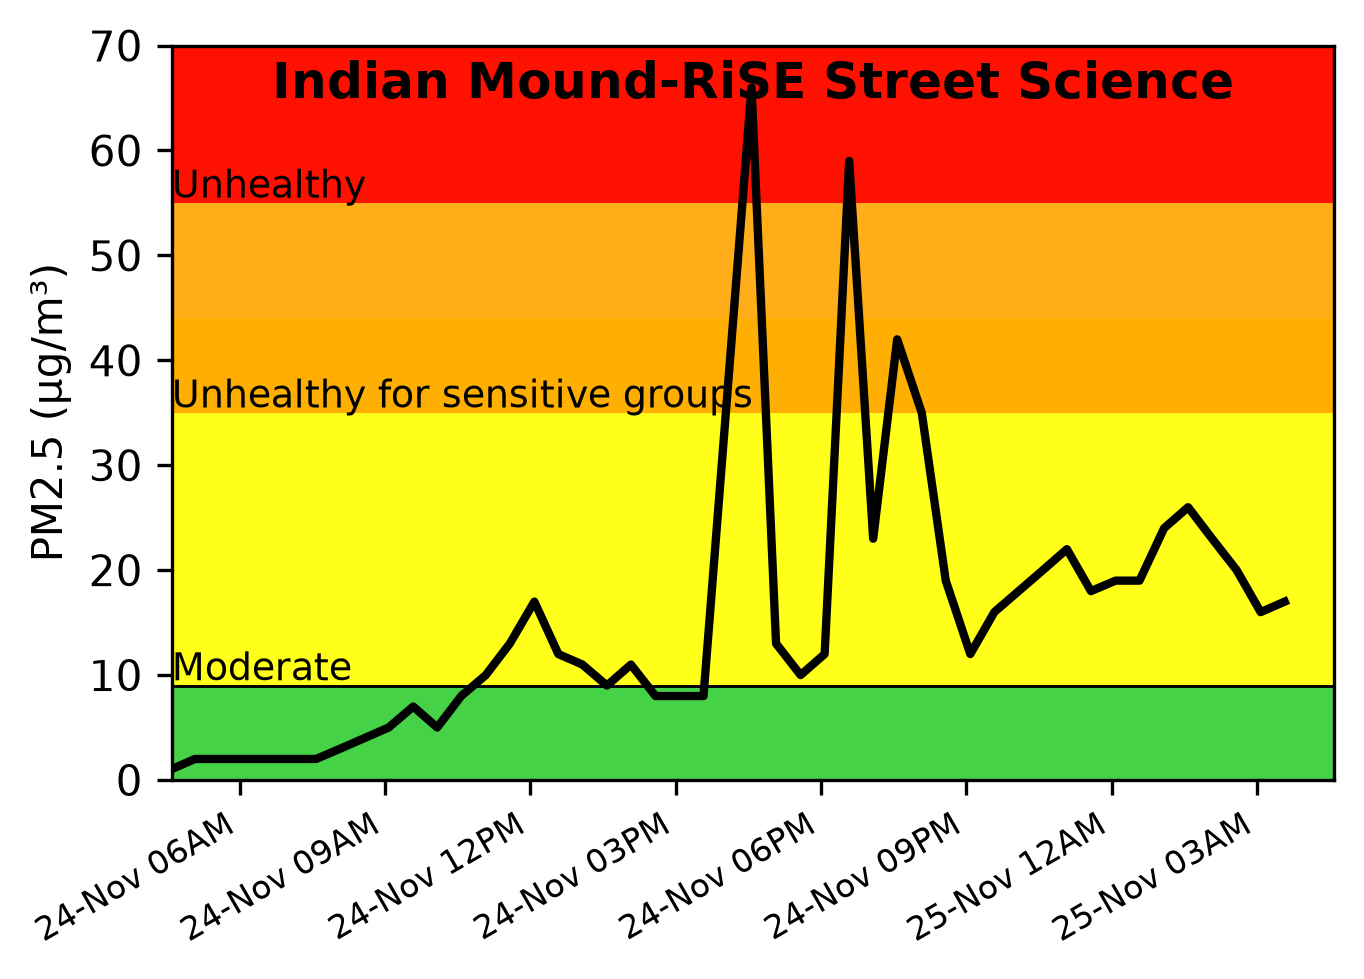 Indian Mound-RiSE Street Science
PM2.5 (µg/m³)
70
60
50
40
30
20
10
0
Unhealthy
Unhealthy for sensitive groups
Moderate
24-Nov 06AM
24-Nov 09AM
24-Nov 12PM
24-Nov 03PM
24-Nov 06PM
24-Nov 09PM
25-Nov 12AM
25-Nov 03AM